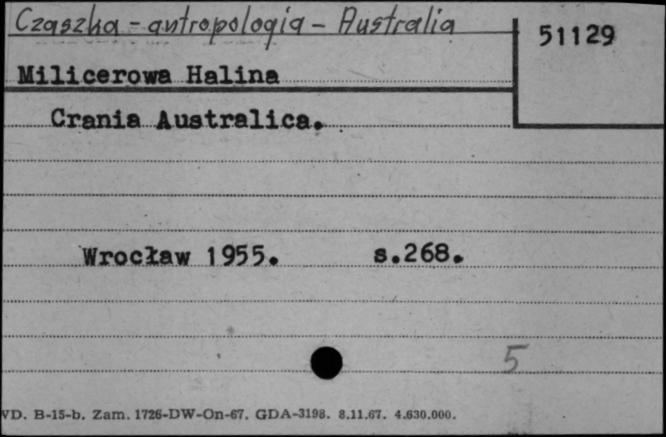 Czaszka - antropologia - Australia
51129
Milicerowa Halina
Crania Australica.
Wrocław 1955. s.268.
5
VD. B-15-b. Zam. 1726-DW-On-67. GDA-3198. 8.11.67. 4.630.000.